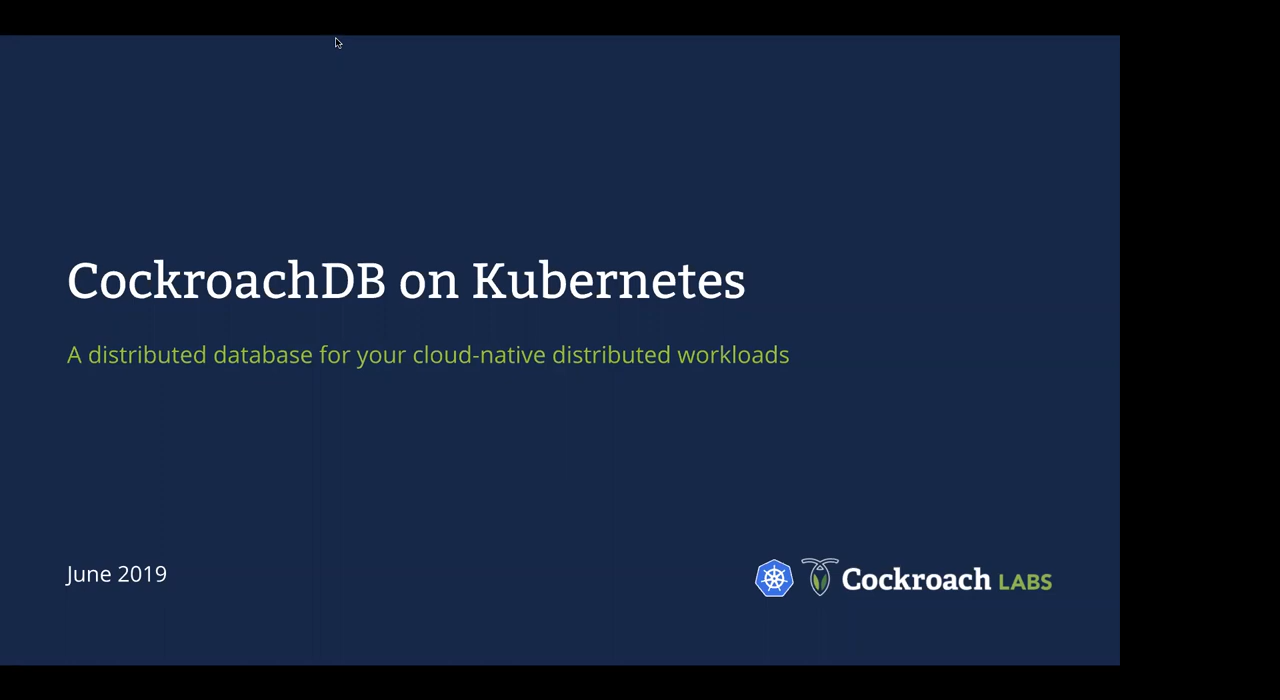 CockroachDB on Kubernetes
A distributed database for your cloud-native distributed workloads
June 2019
Cockroach LABS